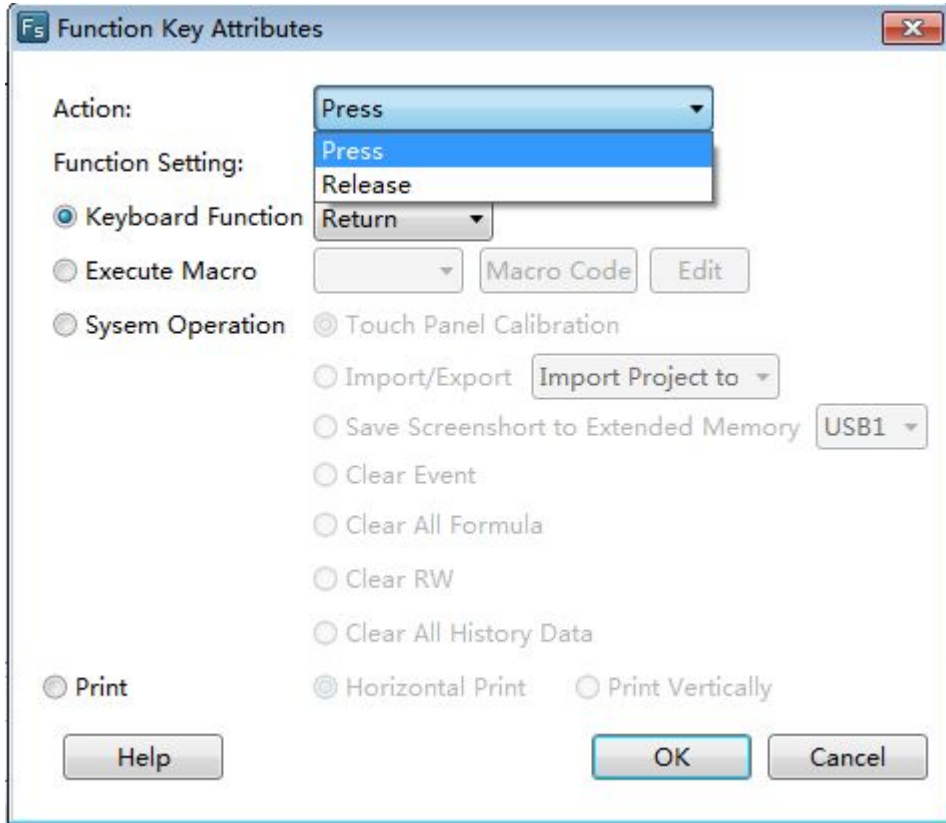 Fs Function Key Attributes
Action: Press
Press
Function Setting:
Release
Keyboard Function Return
Execute Macro Macro Code Edit
Sysem Operation Touch Panel Calibration
Import/Export Import Project to
Save Screenshort to Extended Memory USB1
Clear Event
Clear All Formula
Clear RW
Clear All History Data
Print Horizontal Print Print Vertically
Help OK Cancel